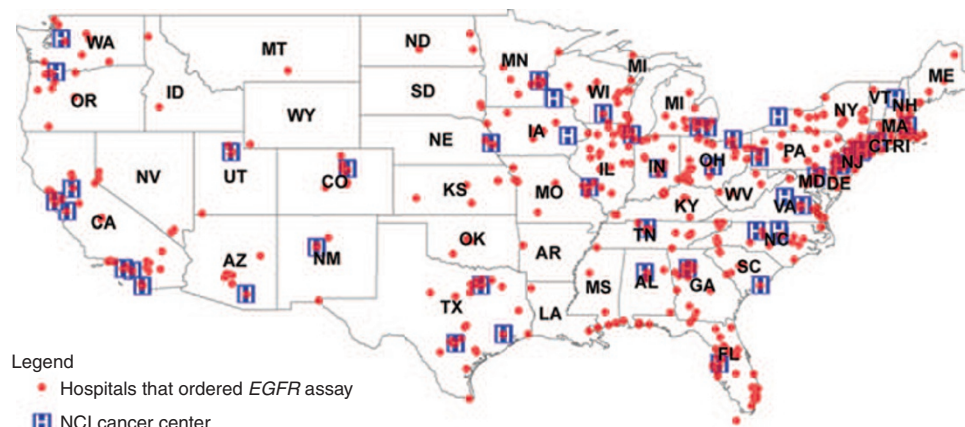 WA
MT
ND
MN
MI
ME
OR
ID
SD
WI
MI
NY
VT
NH
WY
MA
IA
NE
CT
RI
PA
NV
UT
CO
IL
IN
OH
NJ
MD
DE
KS
MO
WV
VA
CA
KY
AZ
NM
OK
AR
TN
NC
SC
MS
AL
GA
TX
LA
FL
Legend
Hospitals that ordered EGFR assay
NCI cancer center